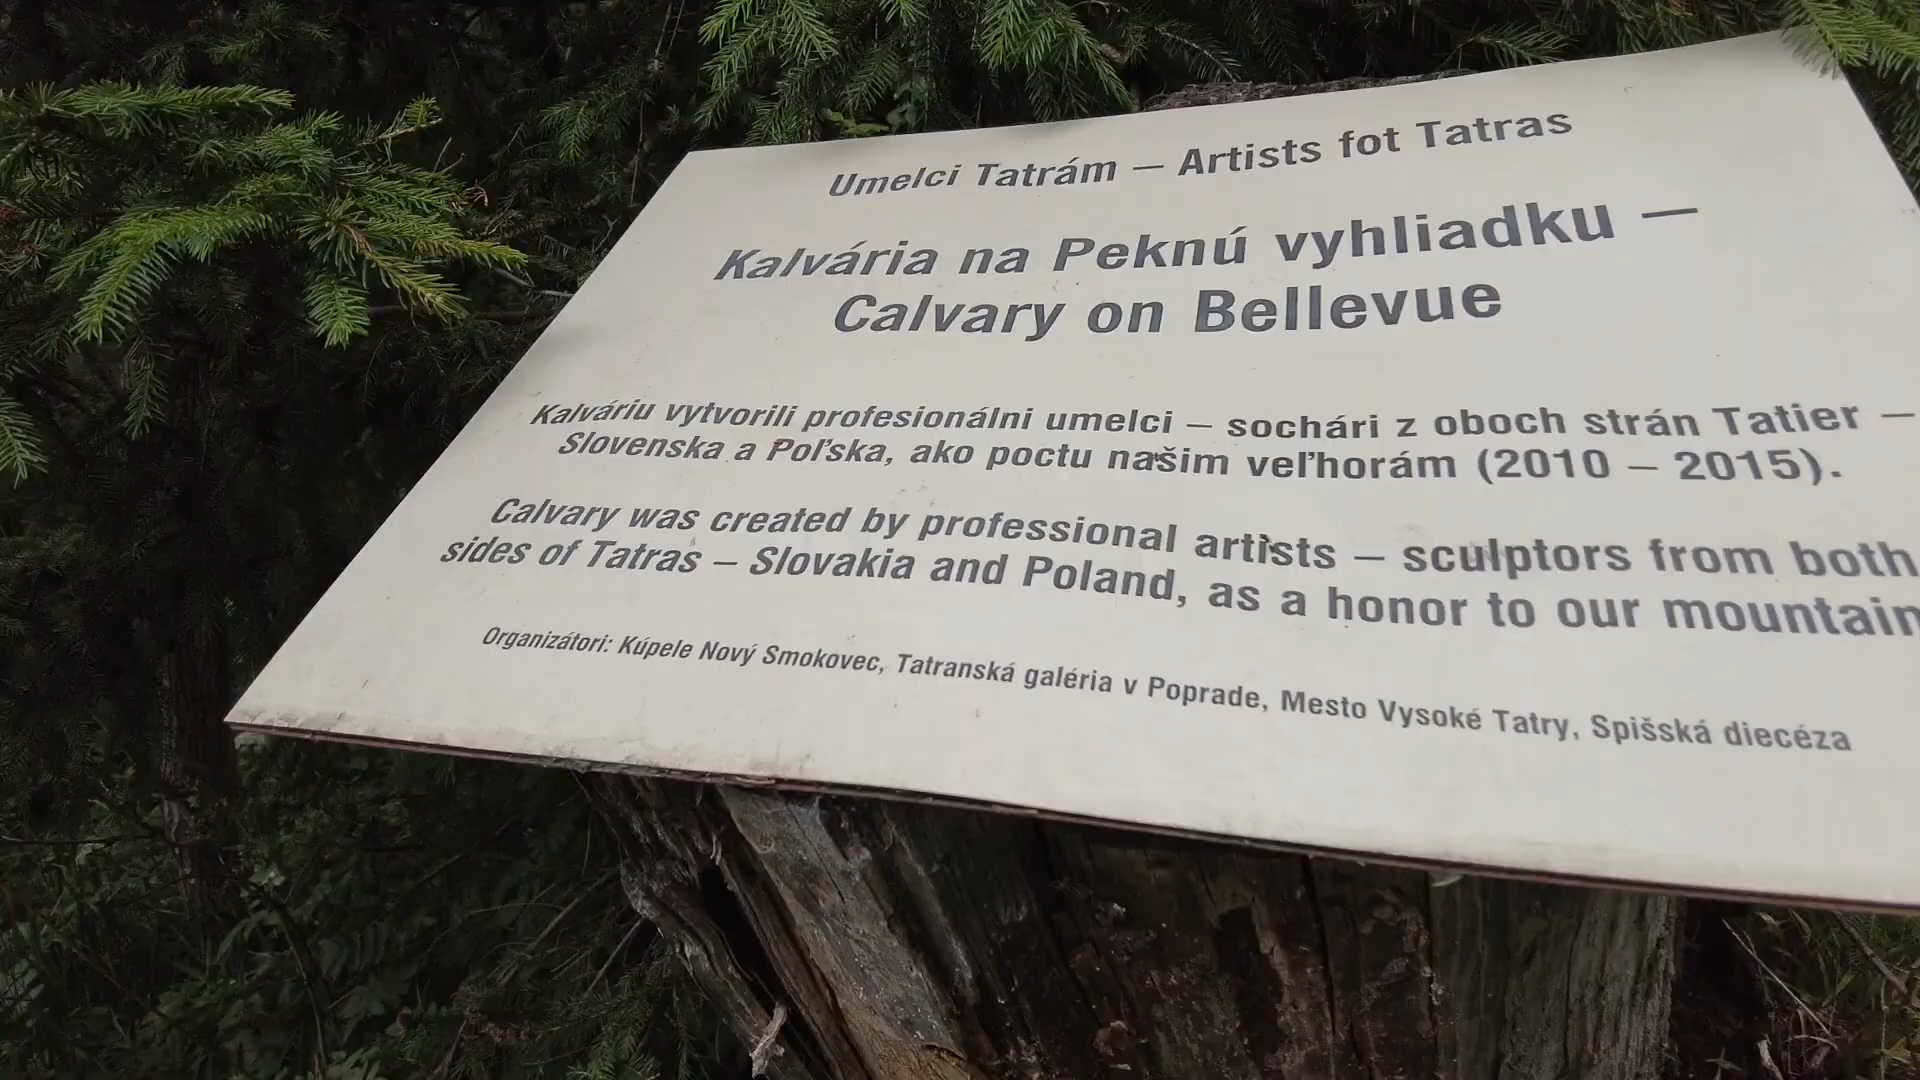 Umelci Tatrám – Artists fot Tatras
Kalvária na Peknú vyhliadku –
Calvary on Bellevue
Kalváriu vytvorili profesionálni umelci – sochári z oboch strán Tatier –
Slovenska a Poľska, ako poctu našim veľhorám (2010 – 2015).
Calvary was created by professional artists – sculptors from both
sides of Tatras – Slovakia and Poland, as a honor to our mountain
Organizátori: Kúpele Nový Smokovec, Tatranská galéria v Poprade, Mesto Vysoké Tatry, Spišská diecéza